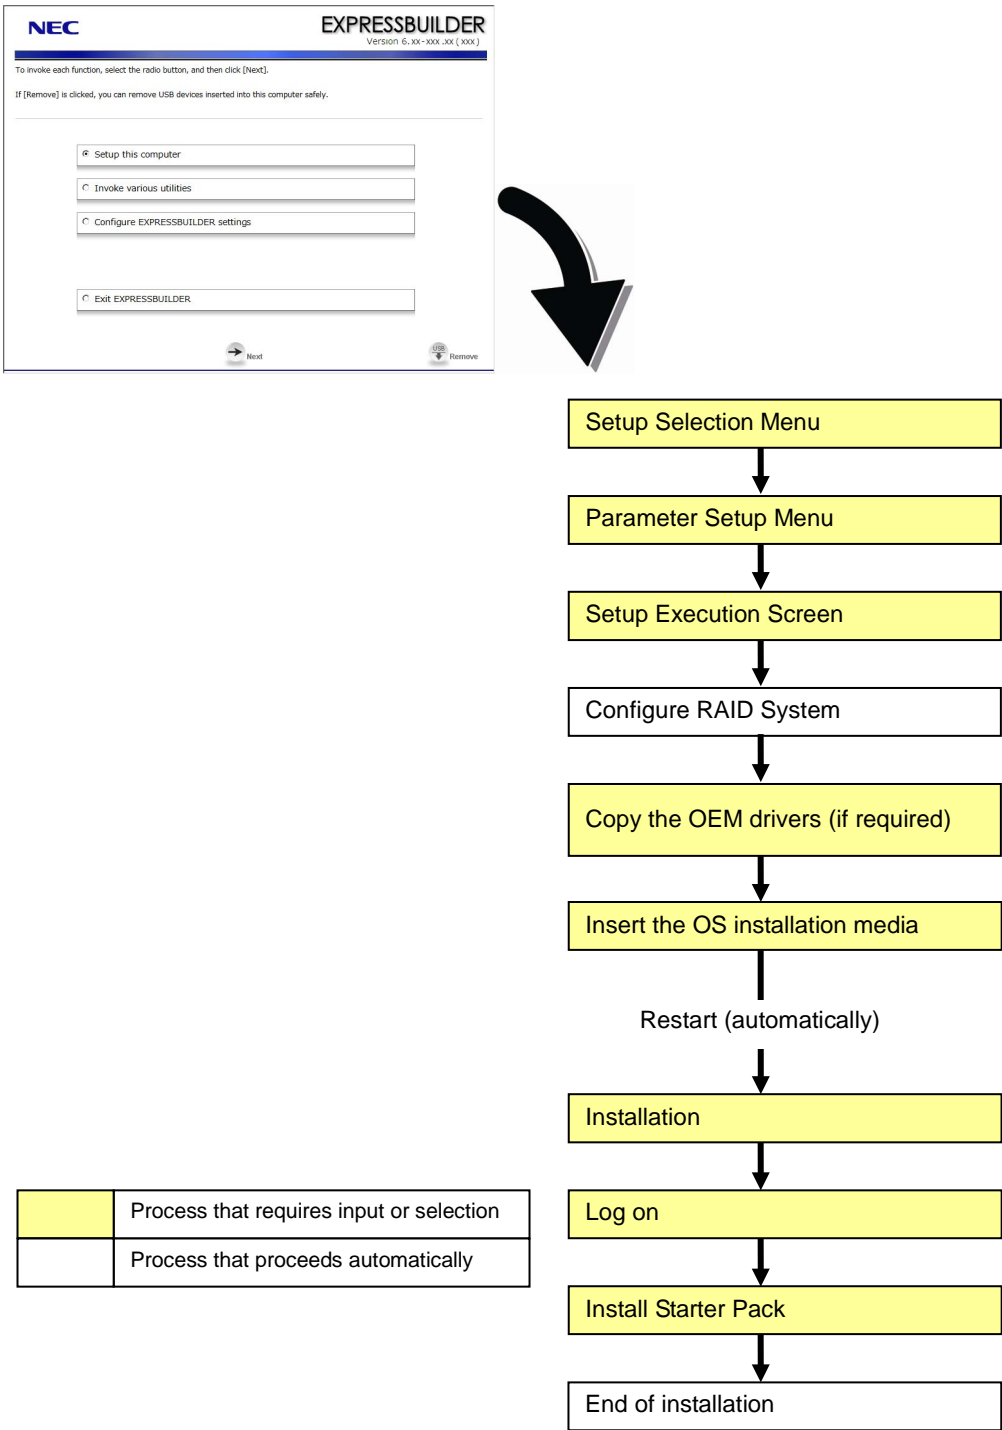 NEC
EXPRESSBUILDER
Version 6.xx-xxx.xx (xxx)
To invoke each function, select the radio button, and then click [Next].
If [Remove] is clicked, you can remove USB devices inserted into this computer safely.
Setup this computer
Invoke various utilities
Configure EXPRESSBUILDER settings
Exit EXPRESSBUILDER
Next
USB
Remove
Setup Selection Menu
Parameter Setup Menu
Setup Execution Screen
Configure RAID System
Copy the OEM drivers (if required)
Insert the OS installation media
Restart (automatically)
Installation
Process that requires input or selection
Process that proceeds automatically
Log on
Install Starter Pack
End of installation